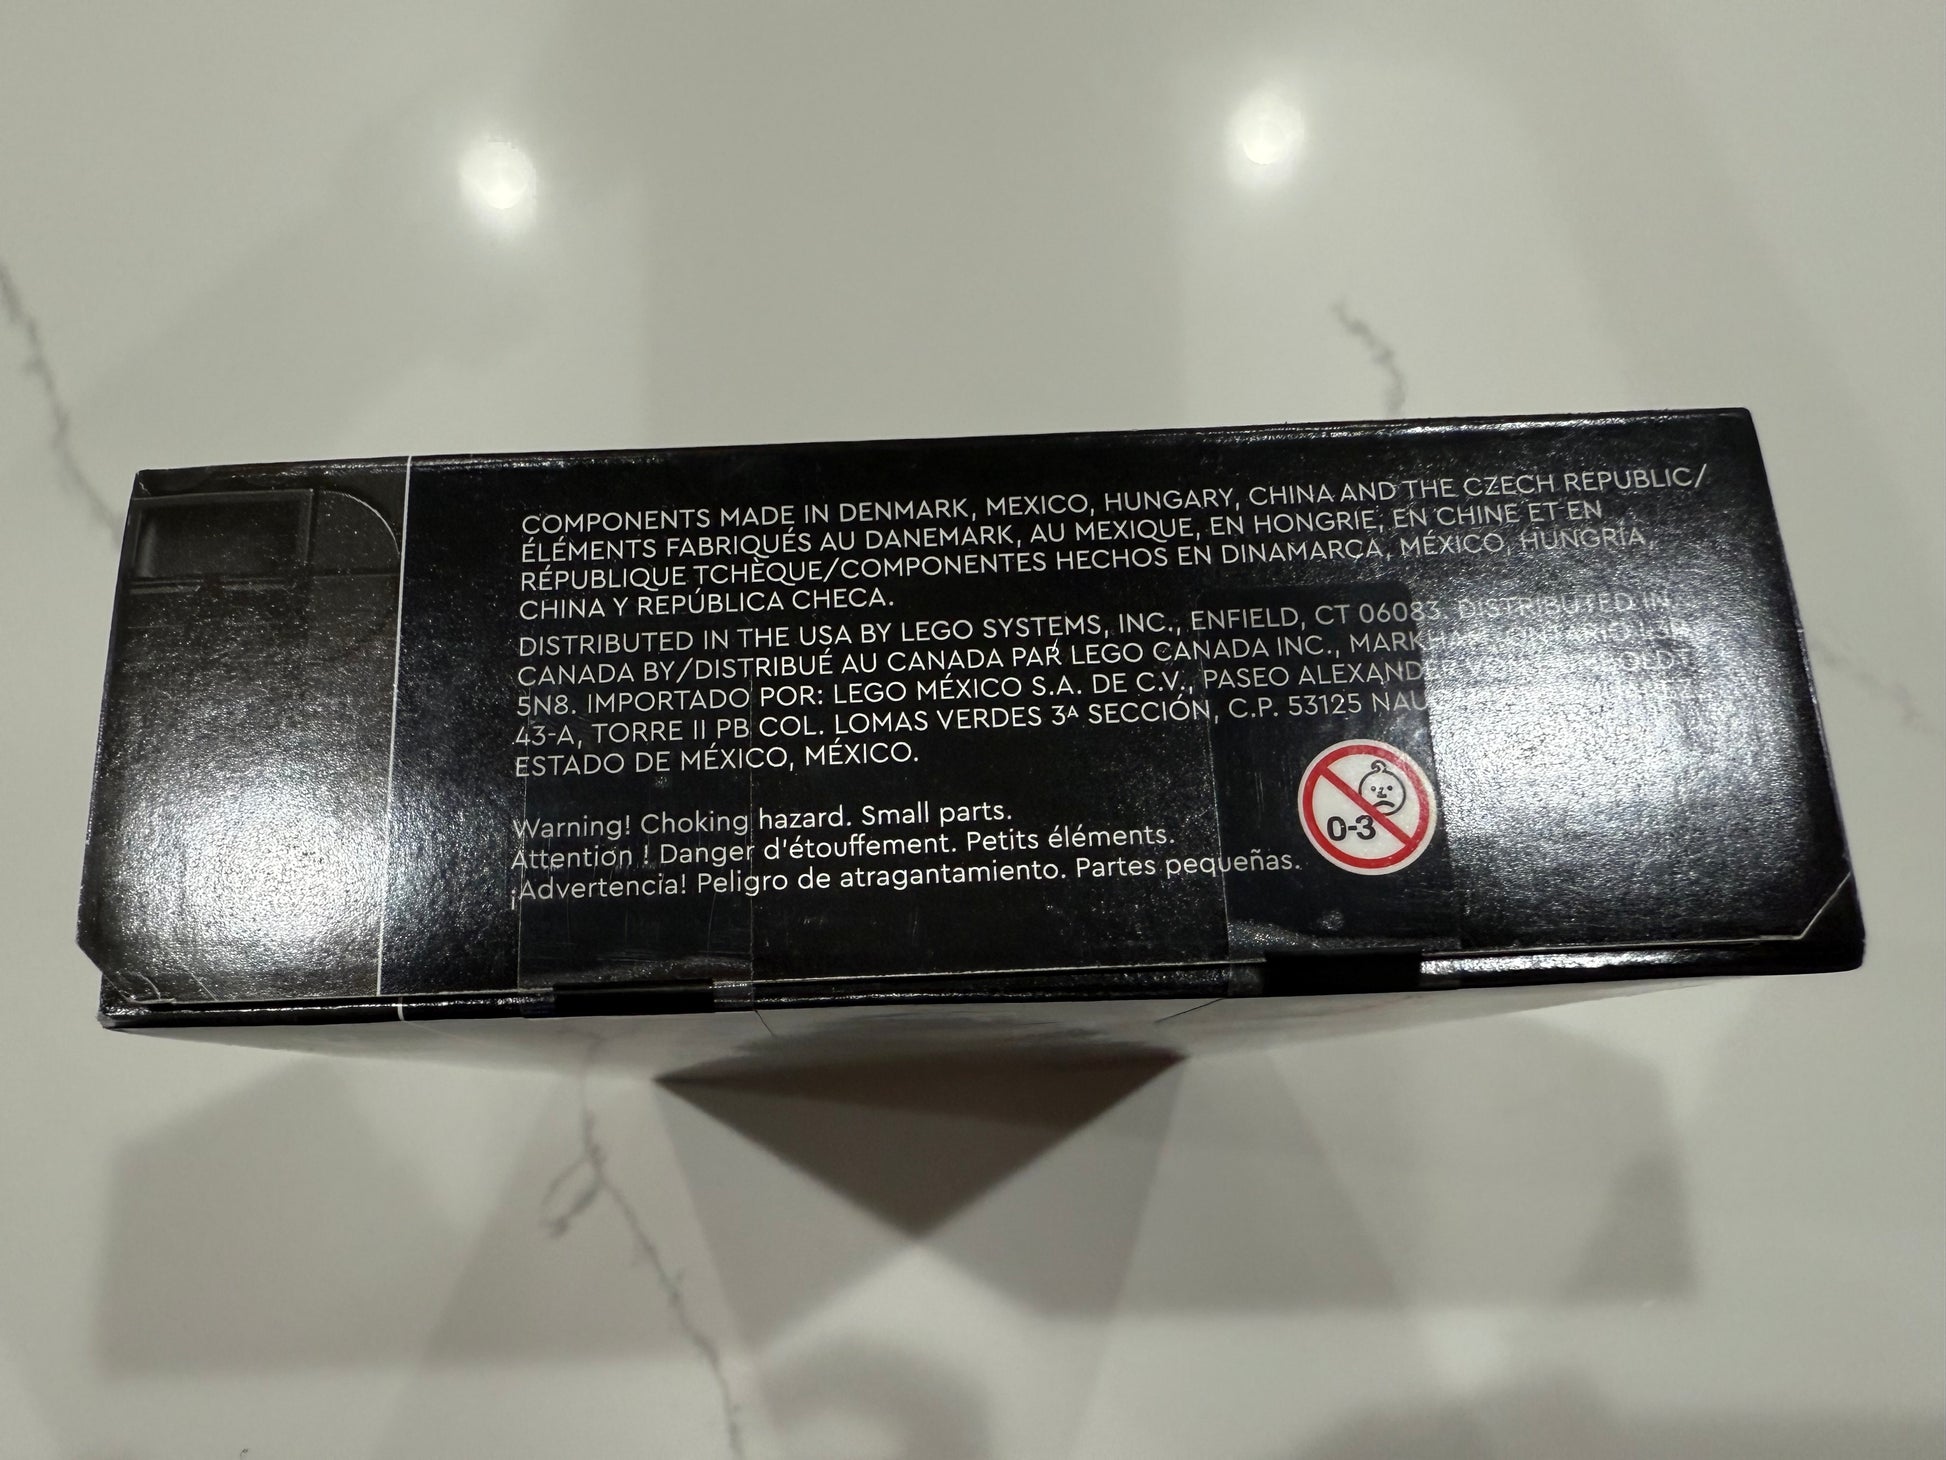 COMPONENTS MADE IN DENMARK, MEXICO, HUNGARY, CHINA AND THE CZECH REPUBLIC/
ÉLÉMENTS FABRIQUÉS AU DANEMARK, AU MEXIQUE, EN HONGRIE, EN CHINE ET EN
RÉPUBLIQUE TCHÈQUE/COMPONENTES HECHOS EN DINAMARCA, MÉXICO, HUNGRÍA,
CHINA Y REPÚBLICA CHECA.
DISTRIBUTED IN THE USA BY LEGO SYSTEMS, INC., ENFIELD, CT 06083. DISTRIBUTED IN
CANADA BY/DISTRIBUÉ AU CANADA PAR LEGO CANADA INC., MARKHAM, ONTARIO
5N8. IMPORTADO POR: LEGO MÉXICO S.A. DE C.V., PASEO ALEXANDER
43-A, TORRE II PB COL. LOMAS VERDES 3ᴬ SECCIÓN, C.P. 53125
ESTADO DE MÉXICO, MÉXICO.
Warning! Choking hazard. Small parts.
Attention ! Danger d'étouffement. Petits éléments.
¡Advertencia! Peligro de atragantamiento. Partes pequeñas.
0-3